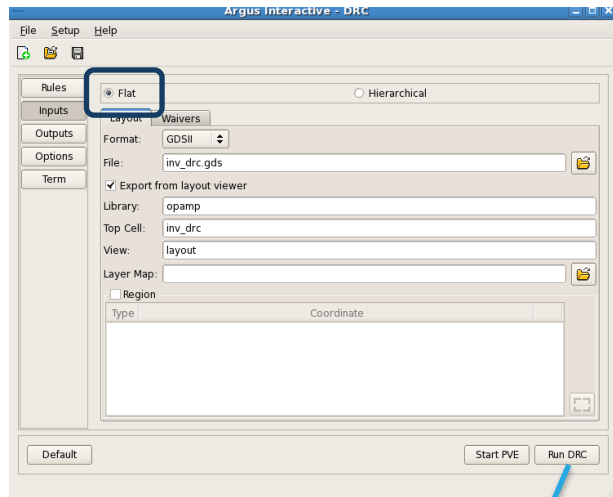 Argus Interactive - DRC
File Setup Help
Rules
Inputs
Outputs
Options
Term
Flat Hierarchical
Layout Waivers
Format: GDSII
File: inv_drc.gds
Export from layout viewer
Library: opamp
Top Cell: inv_drc
View: layout
Layer Map:
Region
Type Coordinate
Default Start PVE Run DRC